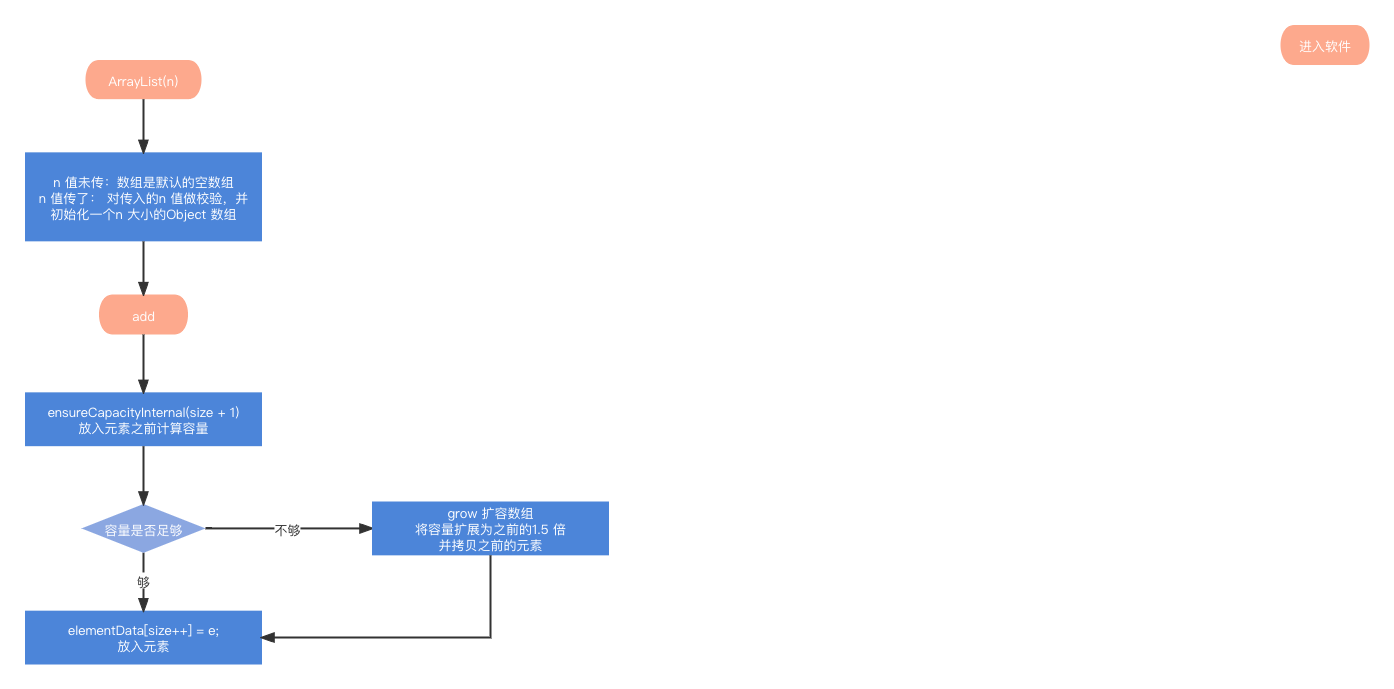 进入软件
ArrayList(n)
n 值未传：数组是默认的空数组
n 值传了： 对传入的n 值做校验，并
初始化一个n 大小的Object 数组
add
ensureCapacityInternal(size + 1)
放入元素之前计算容量
容量是否足够
不够
grow 扩容数组
将容量扩展为之前的1.5 倍
并拷贝之前的元素
够
elementData[size++] = e;
放入元素